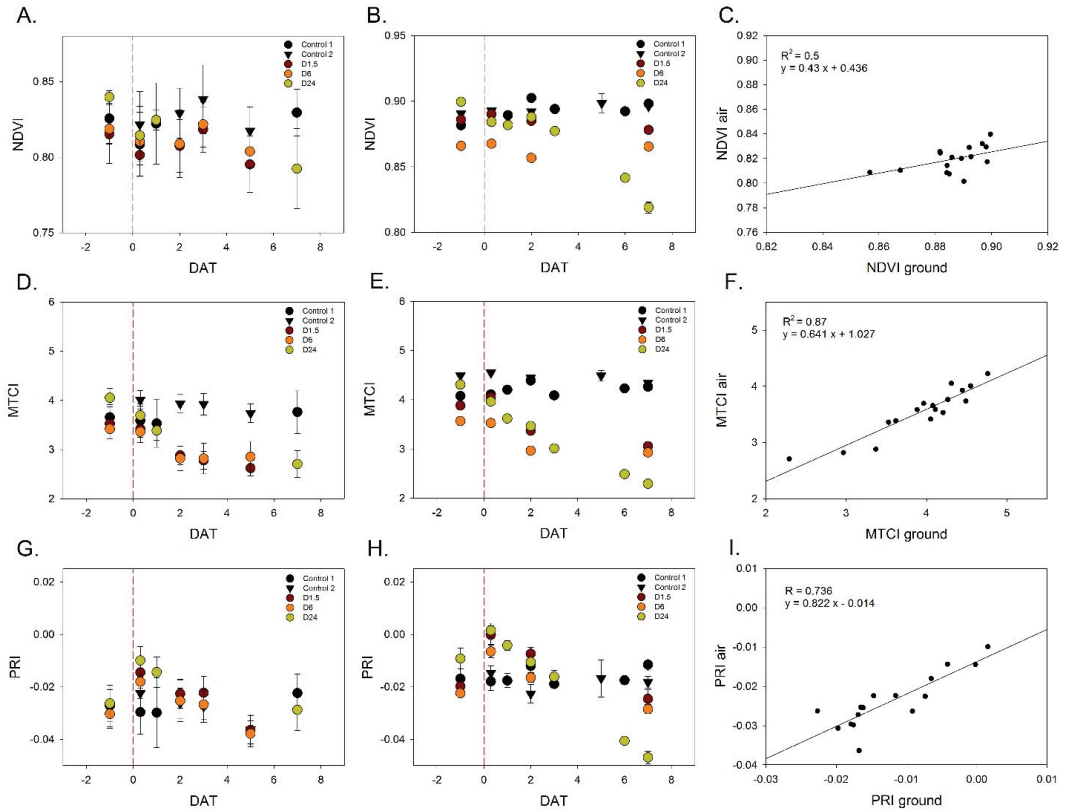 A.
B.
C.
0.85
0.80
0.75
NDVI
-2 0 2 4 6 8
DAT
Control 1
Control 2
D1.5
D6
D24
0.95
0.90
0.85
0.80
NDVI
-2 0 2 4 6 8
DAT
Control 1
Control 2
D1.5
D6
D24
0.92
0.90
0.88
0.86
0.84
0.82
0.80
0.78
0.76
NDVI air
R² = 0.5
y = 0.43 x + 0.436
0.82 0.84 0.86 0.88 0.90 0.92
NDVI ground
D.
E.
F.
6
5
4
3
2
MTCI
-2 0 2 4 6 8
DAT
Control 1
Control 2
D1.5
D6
D24
6
5
4
3
2
MTCI
-2 0 2 4 6 8
DAT
Control 1
Control 2
D1.5
D6
D24
5
4
3
2
MTCI air
R² = 0.87
y = 0.641 x + 1.027
2 3 4 5
MTCI ground
G.
H.
I.
0.02
0.00
-0.02
-0.04
PRI
-2 0 2 4 6 8
DAT
Control 1
Control 2
D1.5
D6
D24
0.02
0.00
-0.02
-0.04
PRI
-2 0 2 4 6 8
DAT
Control 1
Control 2
D1.5
D6
D24
0.01
0.00
-0.01
-0.02
-0.03
-0.04
PRI air
R = 0.736
y = 0.822 x - 0.014
-0.03 -0.02 -0.01 0.00 0.01
PRI ground